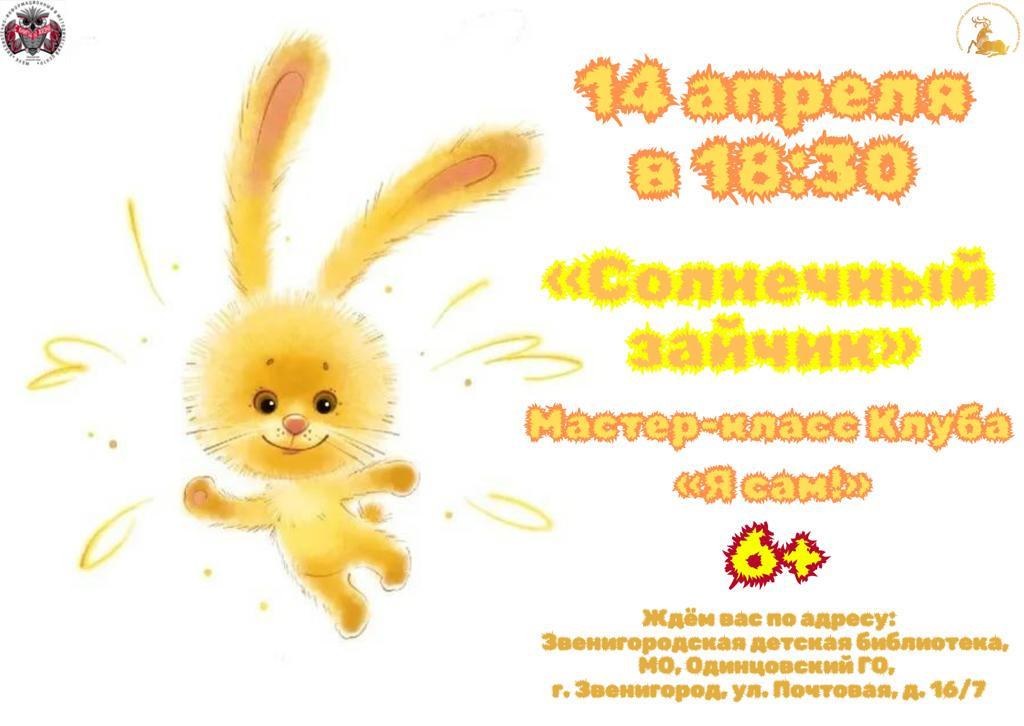 14 апреля
в 18:30
«Солнечный
зайчик»
Мастер-класс Клуба
«Я сам!»
6+
Ждём вас по адресу:
Звенигородская детская библиотека,
МО, Одинцовский ГО,
г. Звенигород, ул. Почтовая, д. 16/7